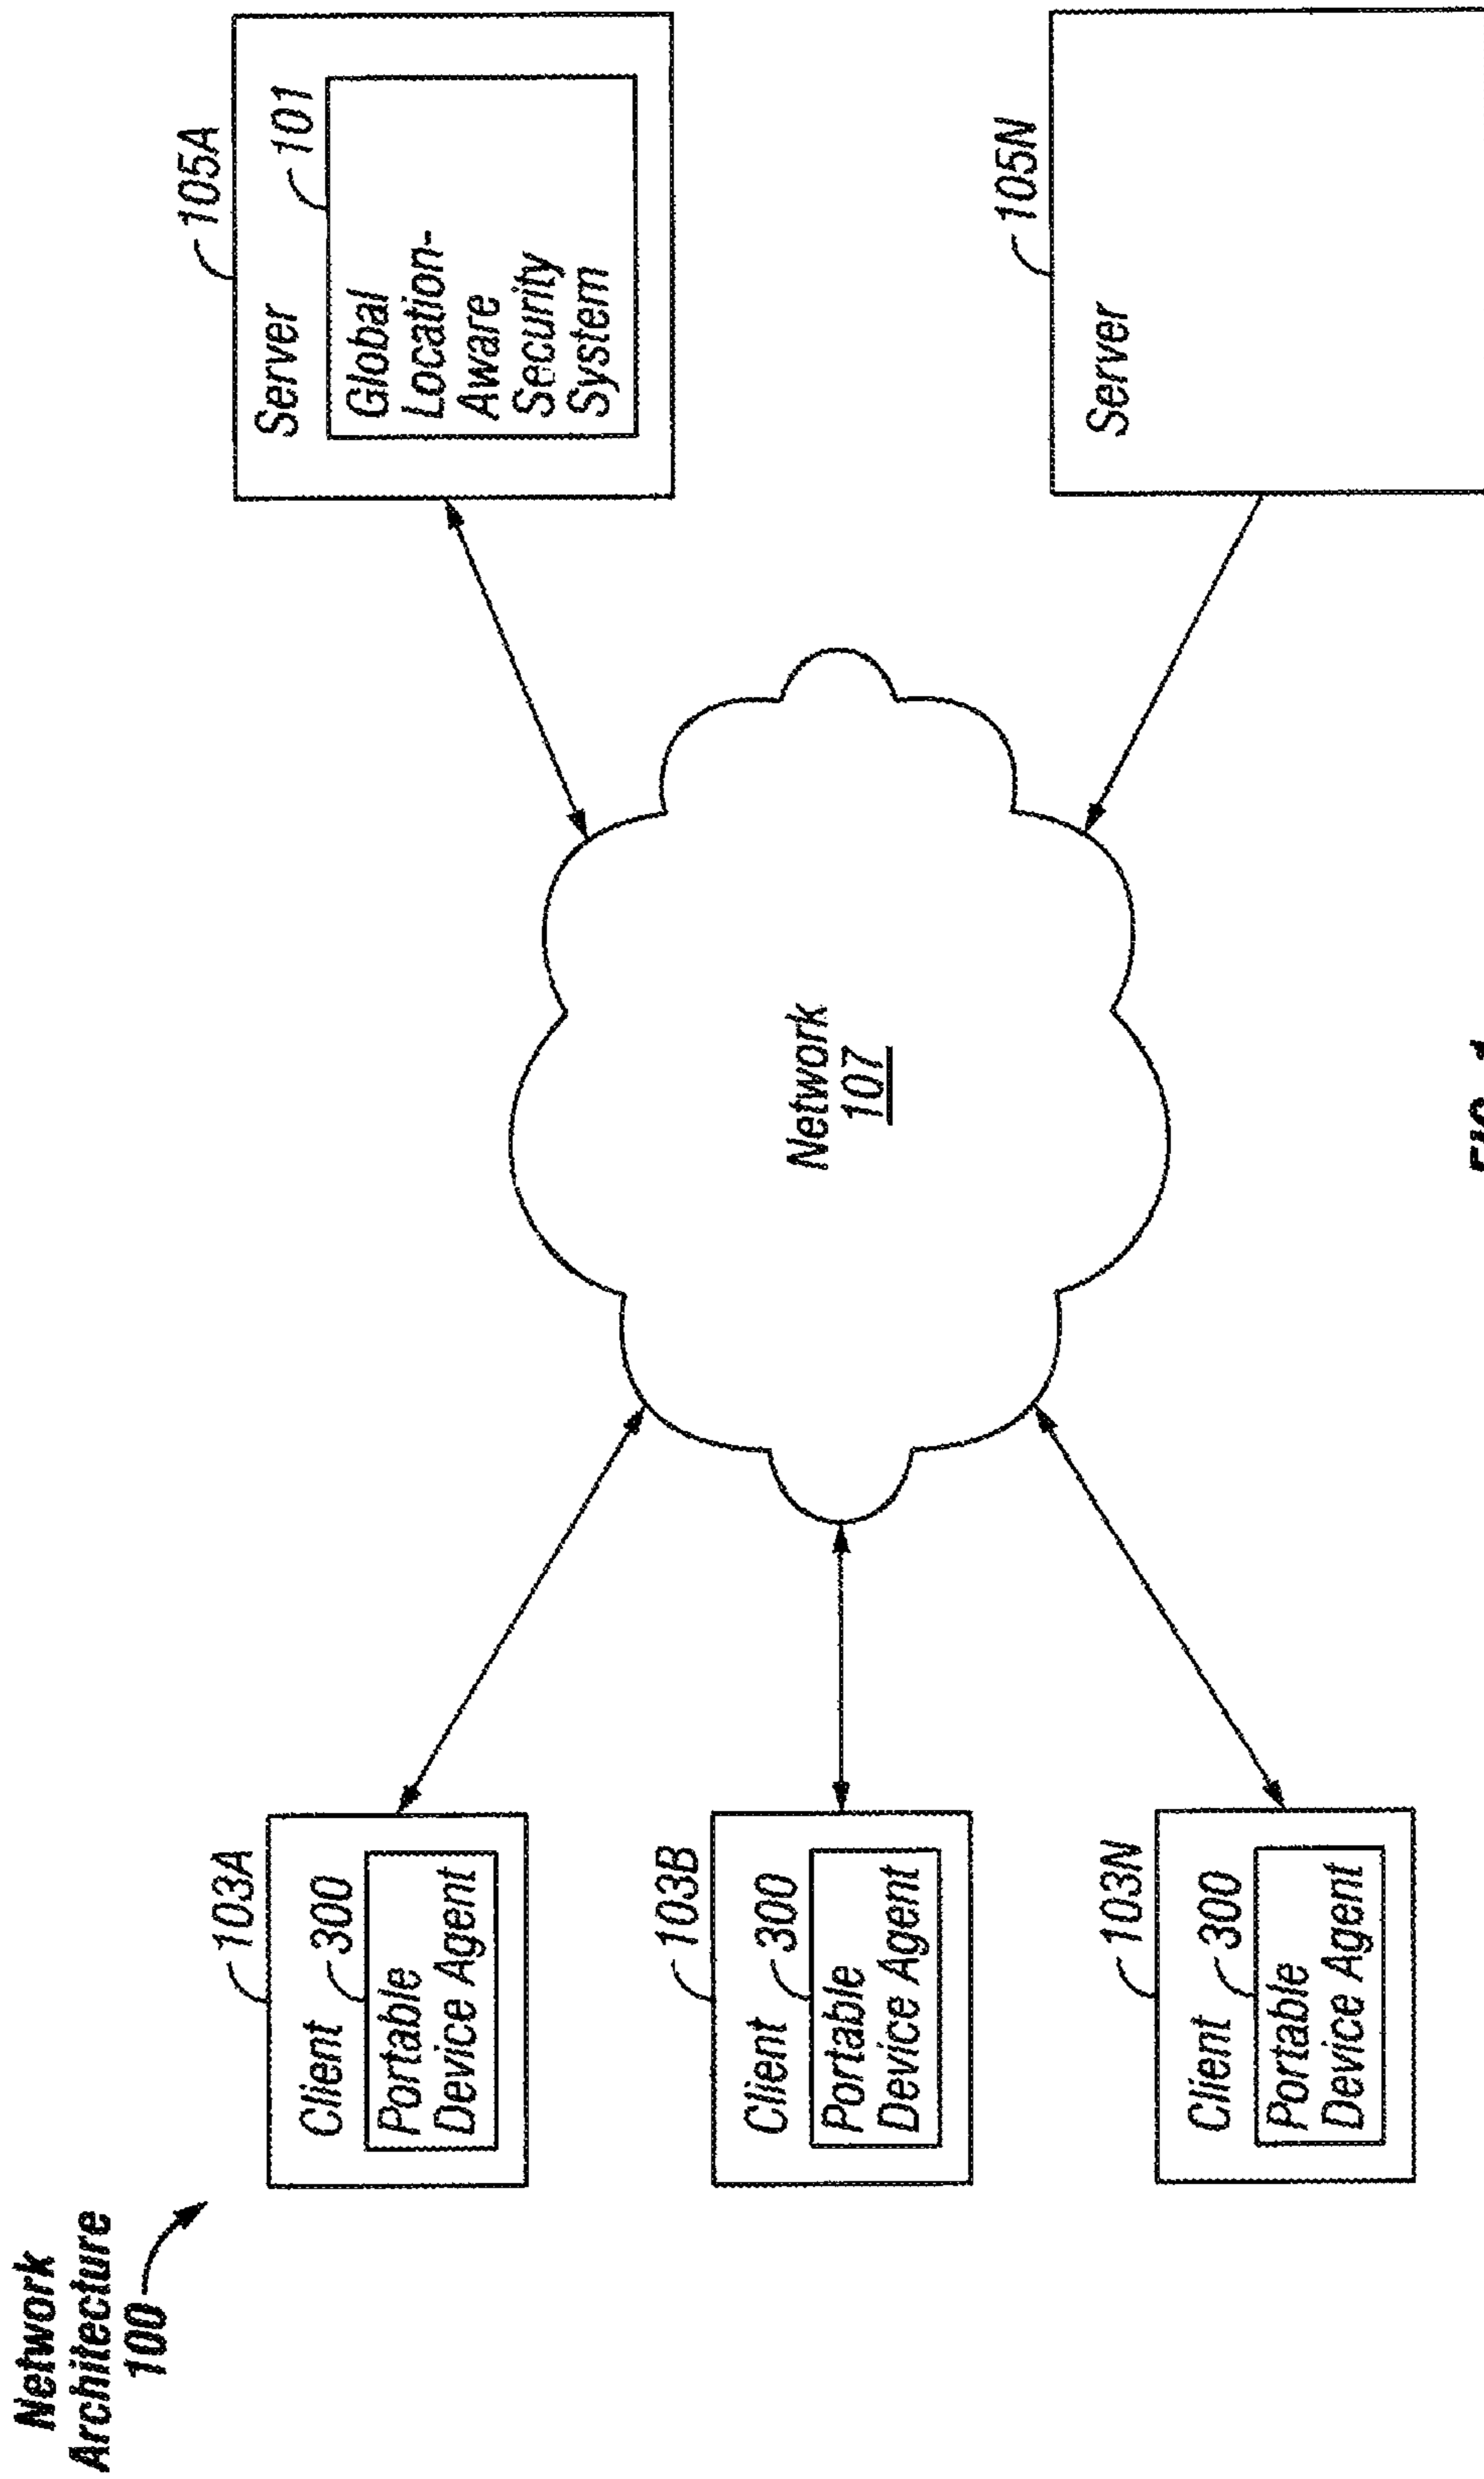 Network
Architecture
100
103A
Client
300
Portable
Device Agent
103B
Client
300
Portable
Device Agent
103N
Client
300
Portable
Device Agent
Network
107
105A
Server
101
Global
Location-
Aware
Security
System
105N
Server